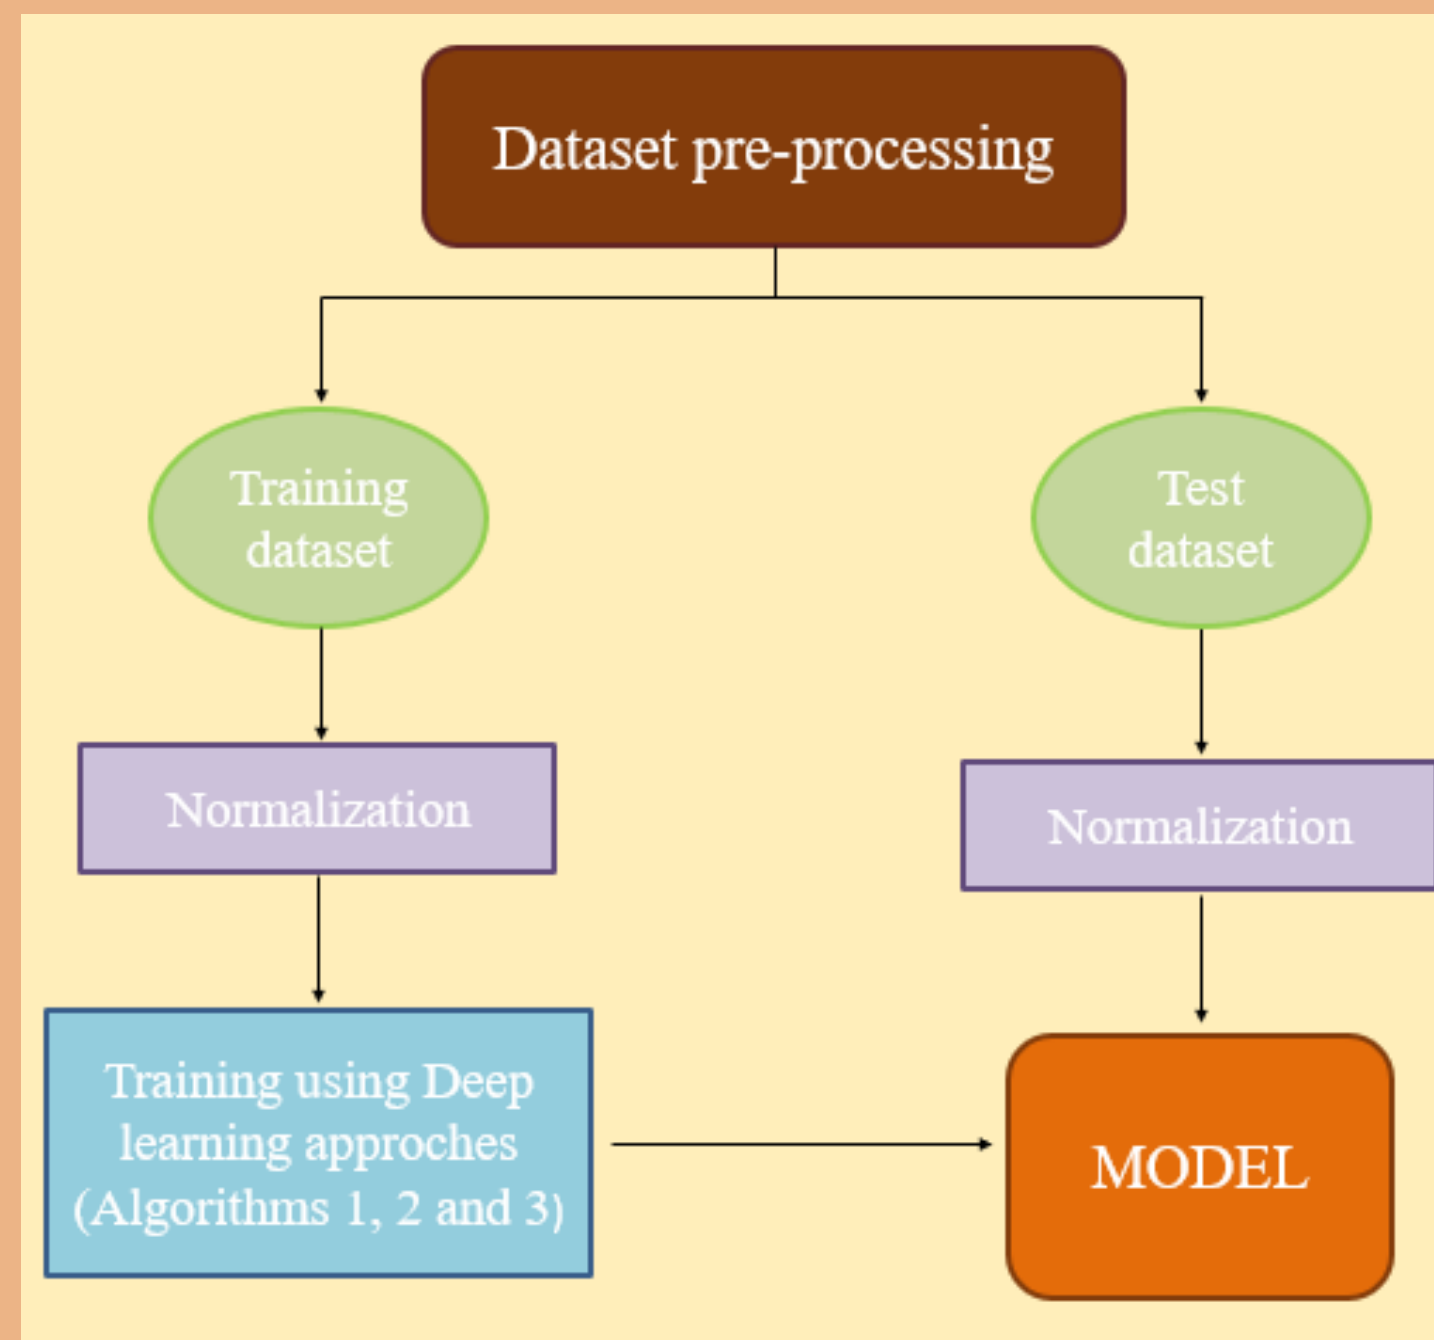 Dataset pre-processing
Training
dataset
Test
dataset
Normalization
Normalization
Training using Deep
learning approches
(Algorithms 1, 2 and 3)
MODEL